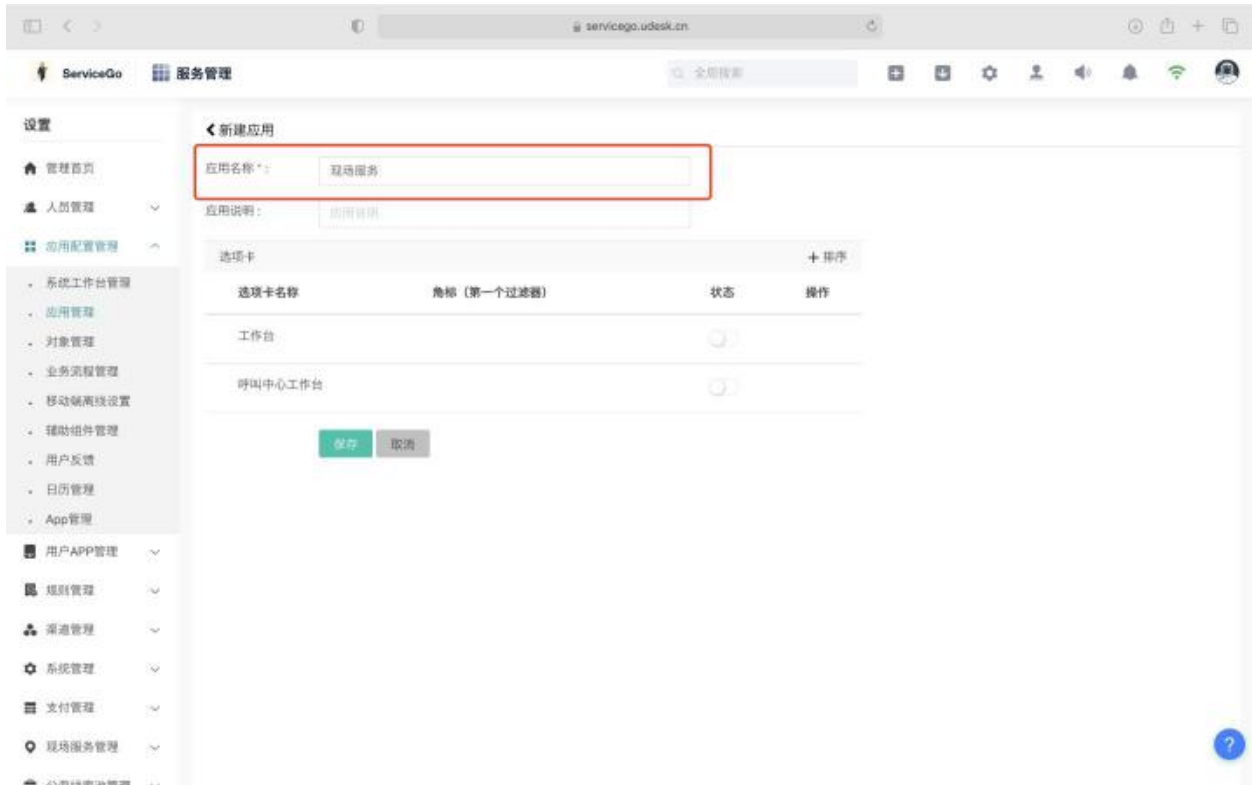 servicego.udesk.cn
ServiceGo 服务管理 全局搜索
设置
新建应用
管理首页
应用名称*： 现场服务
人员管理
应用说明： 应用说明
应用配置管理
选项卡 排序
系统工作台管理
选项卡名称 角标（第一个过滤器） 状态 操作
应用管理
工作台
对象管理
业务流程管理
呼叫中心工作台
移动端离线设置
辅助组件管理
保存 取消
用户反馈
日历管理
App管理
用户APP管理
规则管理
渠道管理
系统管理
支付管理
现场服务管理
?